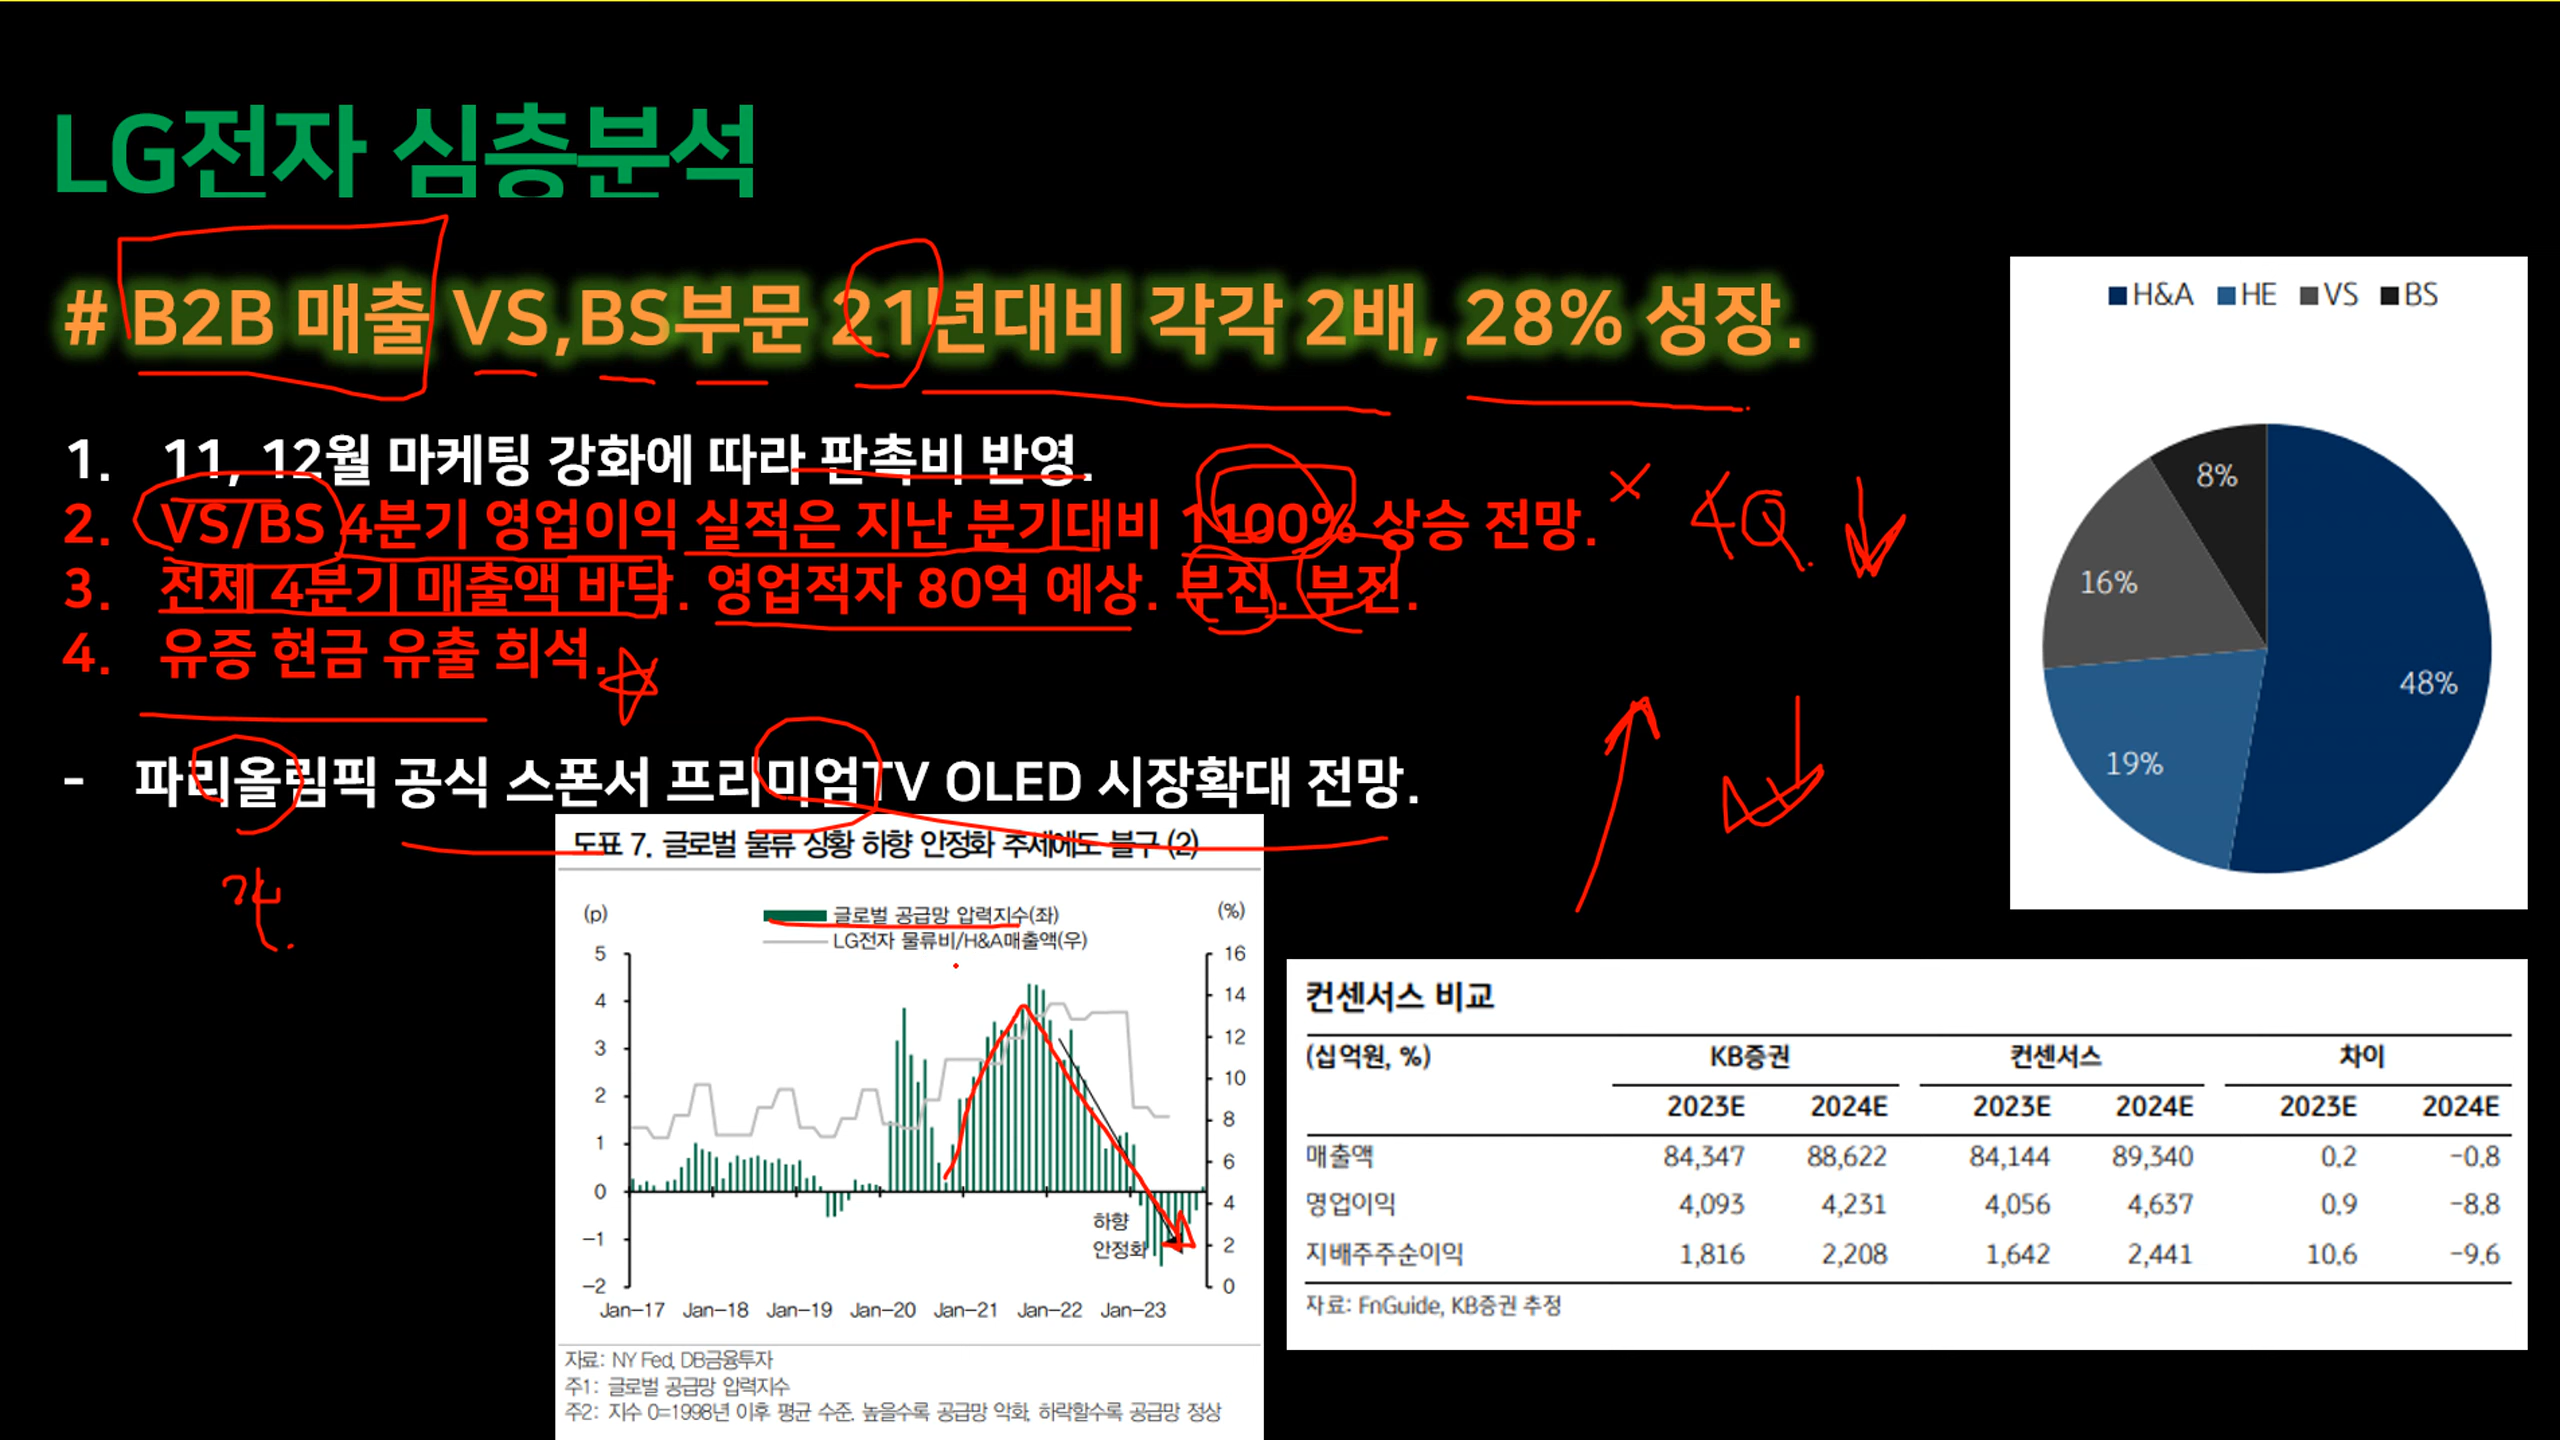 LG전자 심층분석
# B2B 매출 VS,BS부문 21년대비 각각 2배, 28% 성장.
1. 11, 12월 마케팅 강화에 따라 판촉비 반영.
2. VS/BS 4분기 영업이익 실적은 지난 분기대비 1100% 상승 전망.
4Q
3. 전체 4분기 매출액 바닥. 영업적자 80억 예상. 부진. 부진.
4. 유증 현금 유출 희석.
- 파리올림픽 공식 스폰서 프리미엄TV OLED 시장확대 전망.
H&A HE VS BS
8%
16%
48%
19%
도표 7. 글로벌 물류 상황 하향 안정화 추세에도 불구 (2)
(p) (%)
글로벌 공급망 압력지수(좌)
LG전자 물류비/H&A매출액(우)
5 16
4 14
3 12
2 10
1 8
0 6
-1 4
-2 2
0
하향
안정화
Jan-17 Jan-18 Jan-19 Jan-20 Jan-21 Jan-22 Jan-23
자료: NY Fed, DB금융투자
주1: 글로벌 공급망 압력지수
주2: 지수 0=1998년 이후 평균 수준. 높을수록 공급망 악화, 하락할수록 공급망 정상
컨센서스 비교
(십억원, %) KB증권 컨센서스 차이
2023E 2024E 2023E 2024E 2023E 2024E
매출액 84,347 88,622 84,144 89,340 0.2 -0.8
영업이익 4,093 4,231 4,056 4,637 0.9 -8.8
지배주주순이익 1,816 2,208 1,642 2,441 10.6 -9.6
자료: FnGuide, KB증권 추정